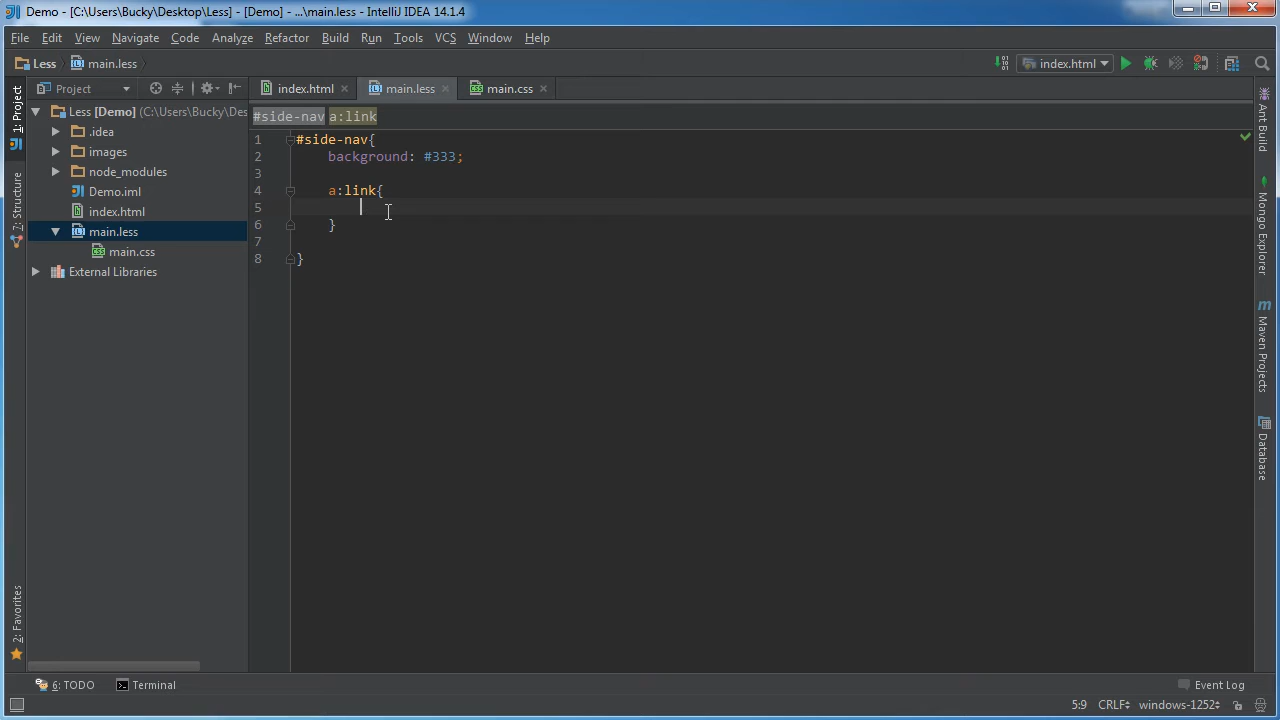 Demo - [C:\Users\Bucky\Desktop\Less] - [Demo] - ...\main.less - IntelliJ IDEA 14.1.4
File Edit View Navigate Code Analyze Refactor Build Run Tools VCS Window Help
Less main.less index.html
1: Project
7: Structure
2: Favorites
Project
Less [Demo] (C:\Users\Bucky\Des
.idea
images
node_modules
Demo.iml
index.html
main.less
main.css
External Libraries
index.html main.less main.css
#side-nav a:link
1 #side-nav{
2 background: #333;
3
4 a:link{
5
6 }
7
8 }
Ant Build
Mongo Explorer
Maven Projects
Database
6: TODO Terminal Event Log
5:9 CRLF windows-1252